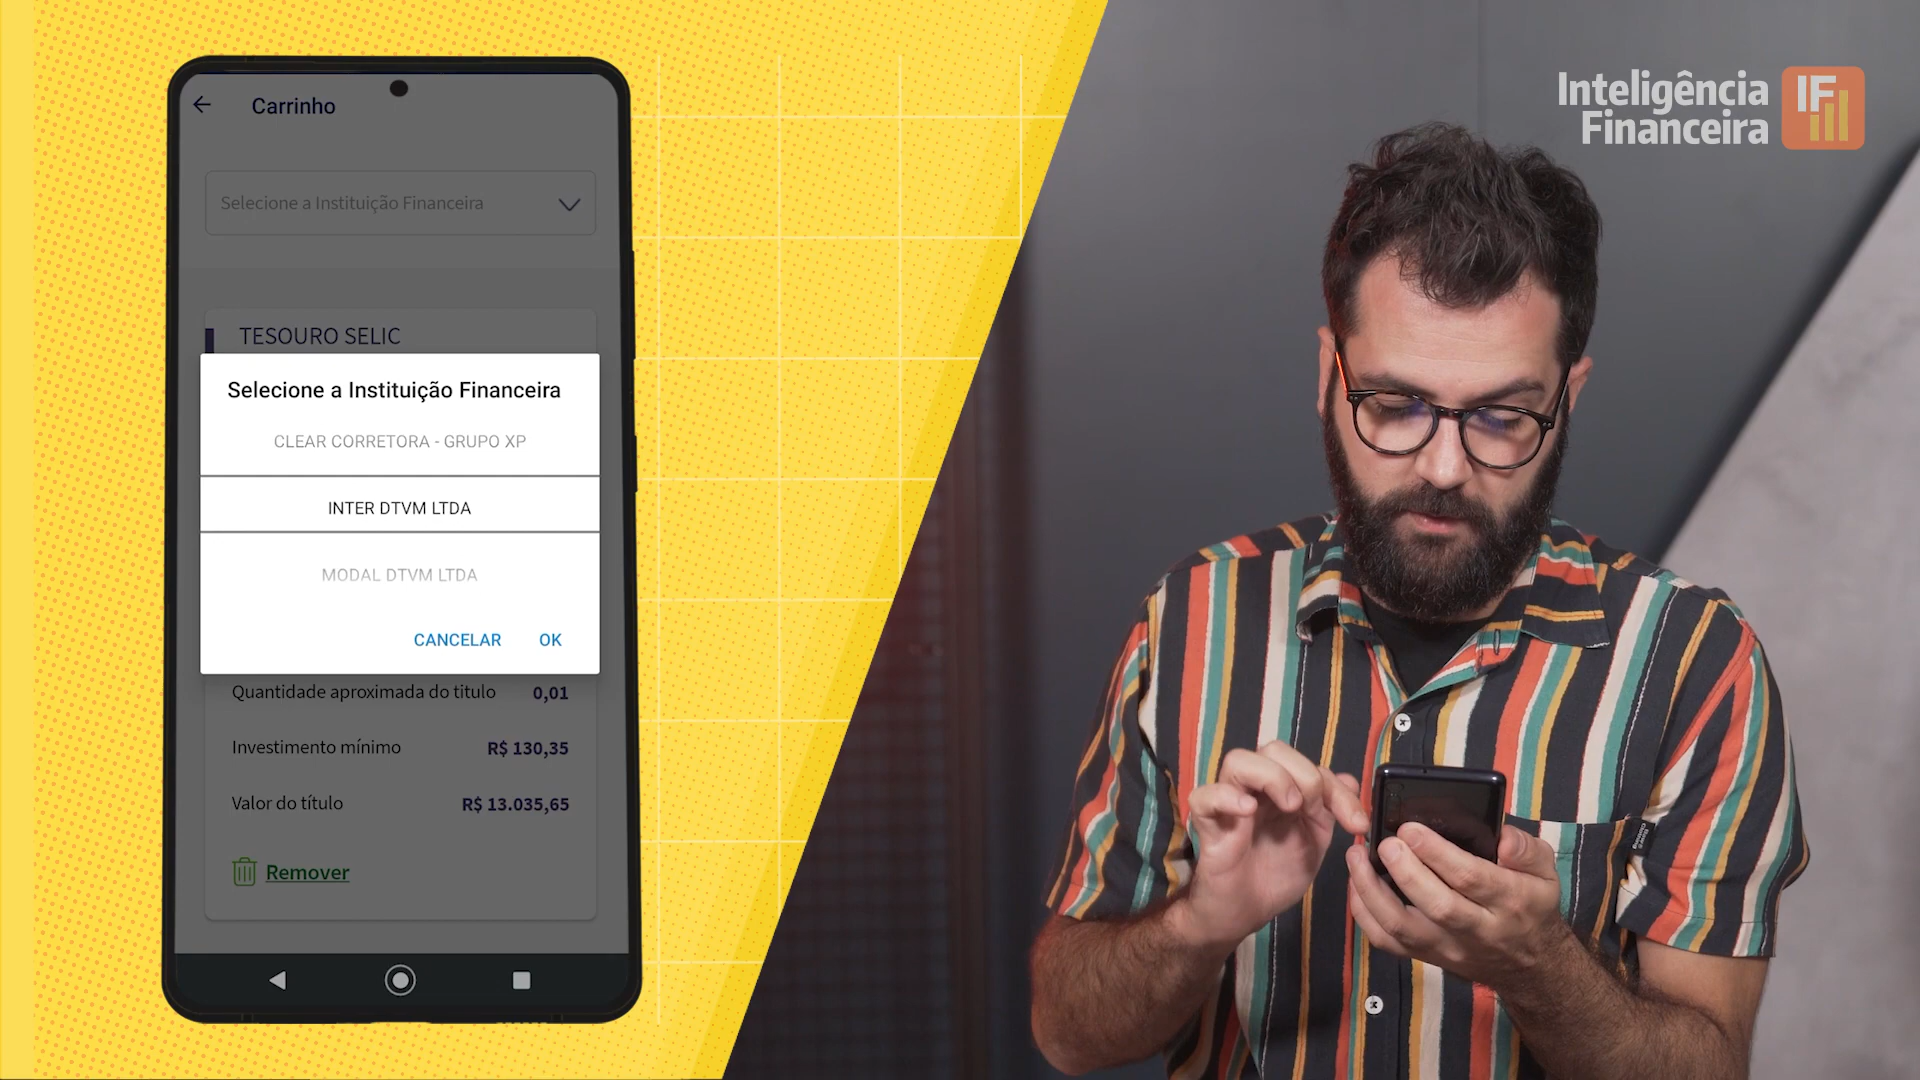 Carrinho
Selecione a Instituição Financeira
TESOURO SELIC
Selecione a Instituição Financeira
CLEAR CORRETORA - GRUPO XP
INTER DTVM LTDA
MODAL DTVM LTDA
CANCELAR OK
Quantidade aproximada do titulo 0,01
Investimento mínimo R$ 130,35
Valor do título R$ 13.035,65
Remover
Inteligência
Financeira
IF